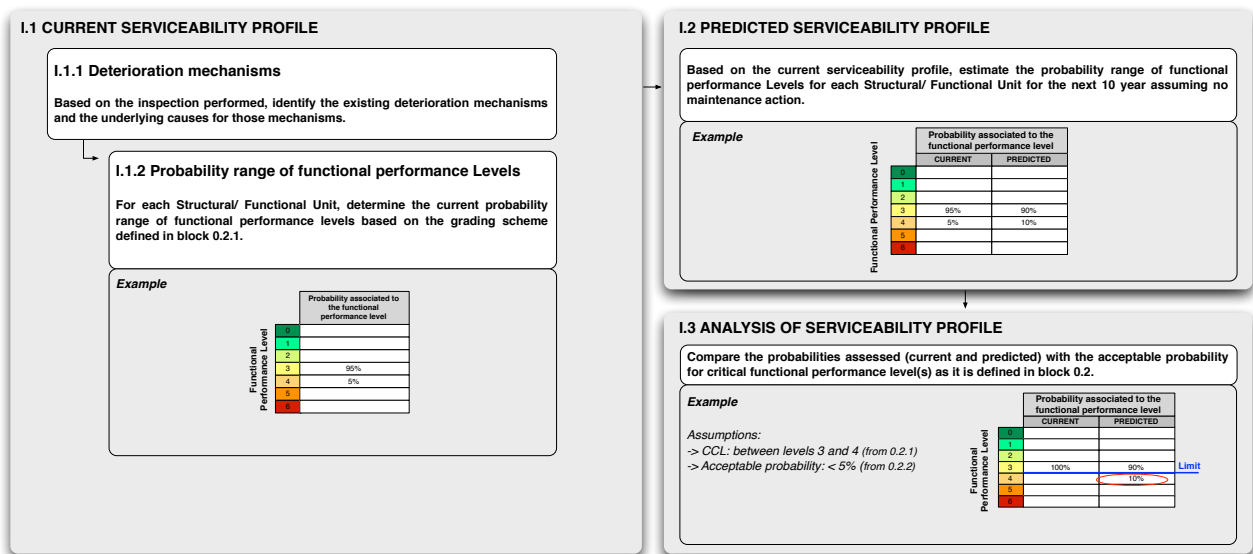 I.1 CURRENT SERVICEABILITY PROFILE
I.1.1 Deterioration mechanisms
Based on the inspection performed, identify the existing deterioration mechanisms
and the underlying causes for those mechanisms.
I.1.2 Probability range of functional performance Levels
For each Structural/ Functional Unit, determine the current probability
range of functional performance levels based on the grading scheme
defined in block 0.2.1.
Example
Probability associated to
the functional
performance level
Functional
Performance Level
0
1
2
3 95%
4 5%
5
6
I.2 PREDICTED SERVICEABILITY PROFILE
Based on the current serviceability profile, estimate the probability range of functional
performance Levels for each Structural/ Functional Unit for the next 10 year assuming no
maintenance action.
Example
Probability associated to the
functional performance level
CURRENT PREDICTED
Functional Performance Level
0
1
2
3 95% 90%
4 5% 10%
5
6
I.3 ANALYSIS OF SERVICEABILITY PROFILE
Compare the probabilities assessed (current and predicted) with the acceptable probability
for critical functional performance level(s) as it is defined in block 0.2.
Example
Assumptions:
-> CCL: between levels 3 and 4 (from 0.2.1)
-> Acceptable probability: < 5% (from 0.2.2)
Probability associated to the
functional performance level
CURRENT PREDICTED
Functional
Performance Level
0
1
2
3 100% 90% Limit
4 10%
5
6